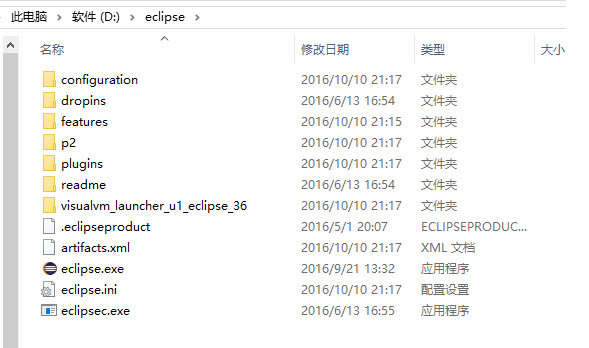 此电脑 › 软件 (D:) › eclipse ›
名称 修改日期 类型 大小
configuration 2016/10/10 21:17 文件夹
dropins 2016/6/13 16:54 文件夹
features 2016/10/10 21:15 文件夹
p2 2016/10/10 21:17 文件夹
plugins 2016/10/10 21:17 文件夹
readme 2016/6/13 16:54 文件夹
visualvm_launcher_u1_eclipse_36 2016/10/10 21:17 文件夹
.eclipseproduct 2016/5/1 20:07 ECLIPSEPRODUC...
artifacts.xml 2016/10/10 21:17 XML 文档
eclipse.exe 2016/9/21 13:32 应用程序
eclipse.ini 2016/10/10 21:17 配置设置
eclipsec.exe 2016/6/13 16:55 应用程序